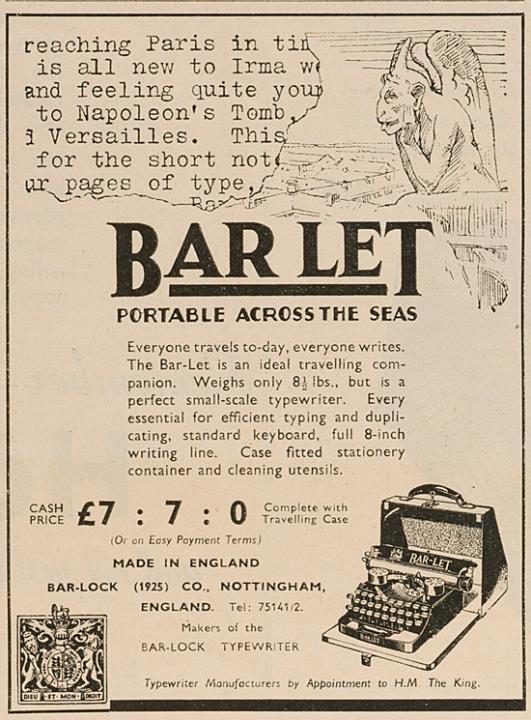 reaching Paris in
is all new to Irma
and feeling quite
to Napoleon's Tomb,
Versailles. This
for the short
pages of type,
BAR LET
PORTABLE ACROSS THE SEAS
Everyone travels to-day, everyone writes.
The Bar-Let is an ideal travelling com-
panion. Weighs only 8½ lbs., but is a
perfect small-scale typewriter. Every
essential for efficient typing and dupli-
cating, standard keyboard, full 8-inch
writing line. Case fitted stationery
container and cleaning utensils.
CASH PRICE £7 : 7 : 0 Complete with Travelling Case
(Or on Easy Payment Terms)
MADE IN ENGLAND
BAR-LOCK (1925) CO., NOTTINGHAM,
ENGLAND. Tel: 75141/2.
Makers of the
BAR-LOCK TYPEWRITER
BAR-LET
BARLET
DIEU ET MON DROIT
Typewriter Manufacturers by Appointment to H.M. The King.